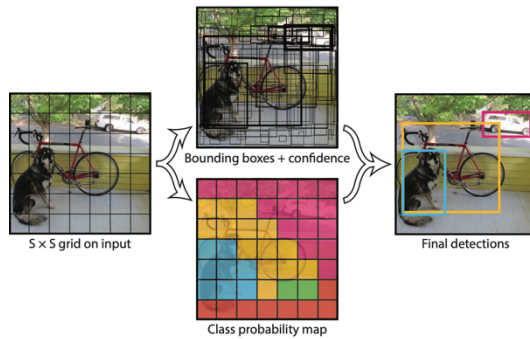 Bounding boxes + confidence
S × S grid on input
Final detections
Class probability map